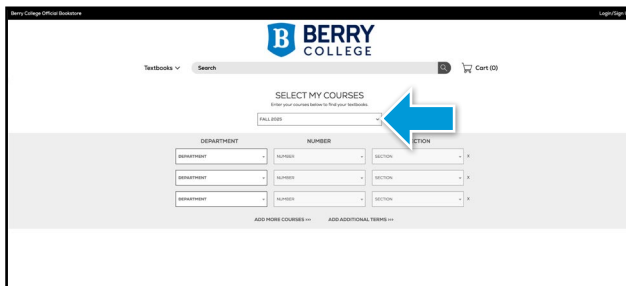 Berry College Official Bookstore
Login/Sign
B BERRY
COLLEGE
Textbooks Search Cart (0)
SELECT MY COURSES
Enter your courses below to find your textbooks
FALL 2025
DEPARTMENT NUMBER CTION
DEPARTMENT NUMBER SECTION X
DEPARTMENT NUMBER SECTION X
DEPARTMENT NUMBER SECTION X
ADD MORE COURSES >>> ADD ADDITIONAL TERMS >>>